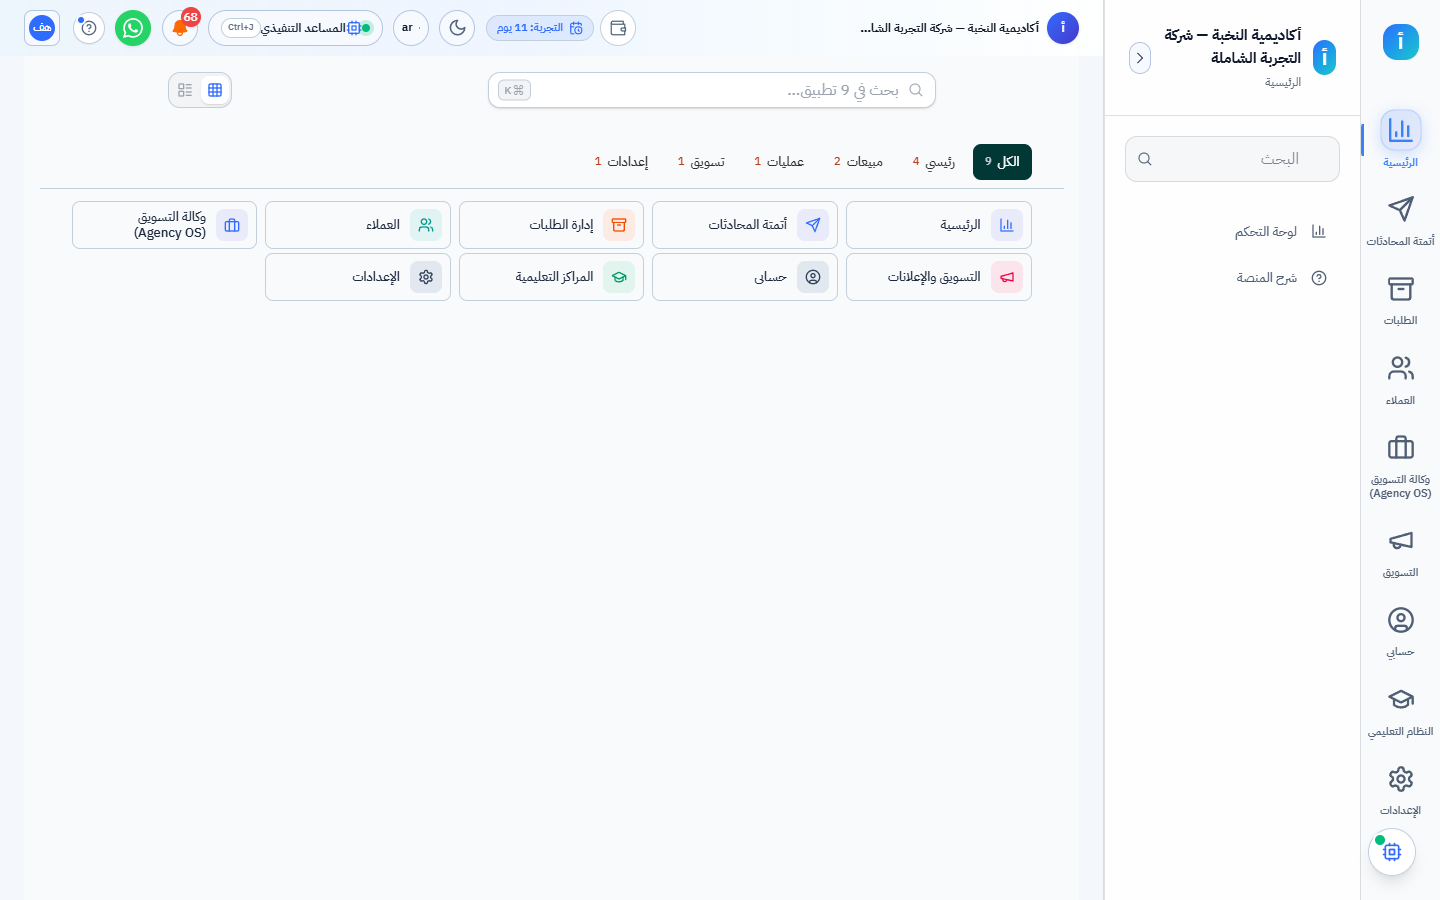 أ
الرئيسية
أتمتة المحادثات
الطلبات
العملاء
وكالة التسويق
(Agency OS)
التسويق
حسابي
النظام التعليمي
الإعدادات
أ
أكاديمية النخبة — شركة
التجربة الشاملة
الرئيسية
البحث
لوحة التحكم
شرح المنصة
أ
أكاديمية النخبة — شركة التجربة الشا...
التجربة: 11 يوم
ar
المساعد التنفيذي
Ctrl+J
68
هف
بحث في 9 تطبيق...
⌘K
الكل 9
رئيسي 4
مبيعات 2
عمليات 1
تسويق 1
إعدادات 1
الرئيسية
أتمتة المحادثات
إدارة الطلبات
العملاء
وكالة التسويق
(Agency OS)
التسويق والإعلانات
حسابى
المراكز التعليمية
الإعدادات